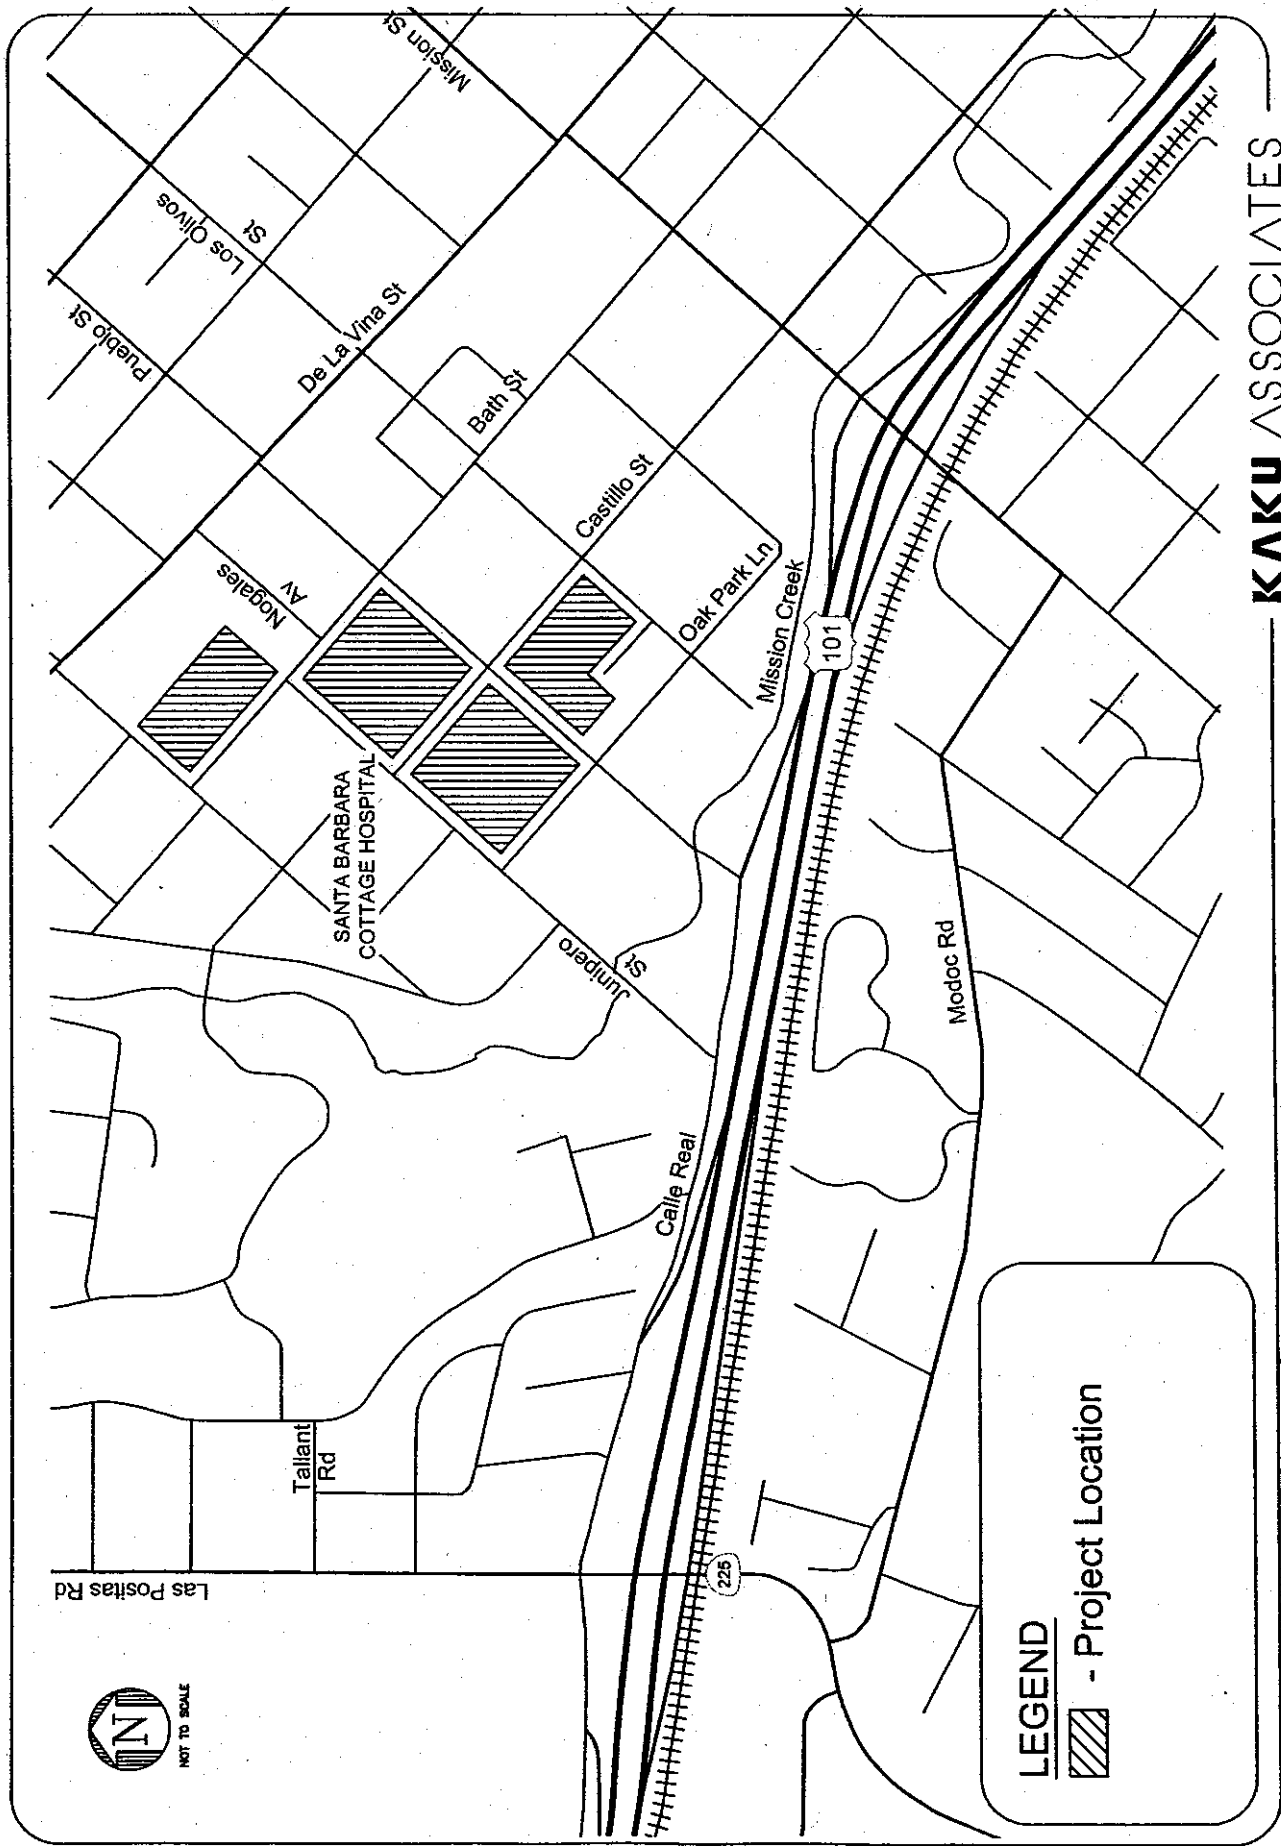 Mission St
Los Olivos
St
Pueblo St
De La Vina St
Bath St
Castillo St
Nogales
Av
Oak Park Ln
Mission Creek
101
SANTA BARBARA
COTTAGE HOSPITAL
Junipero
St
Modoc Rd
Calle Real
Tallant
Rd
Las Positas Rd
225
N
NOT TO SCALE
LEGEND
- Project Location
KAKU ASSOCIATES